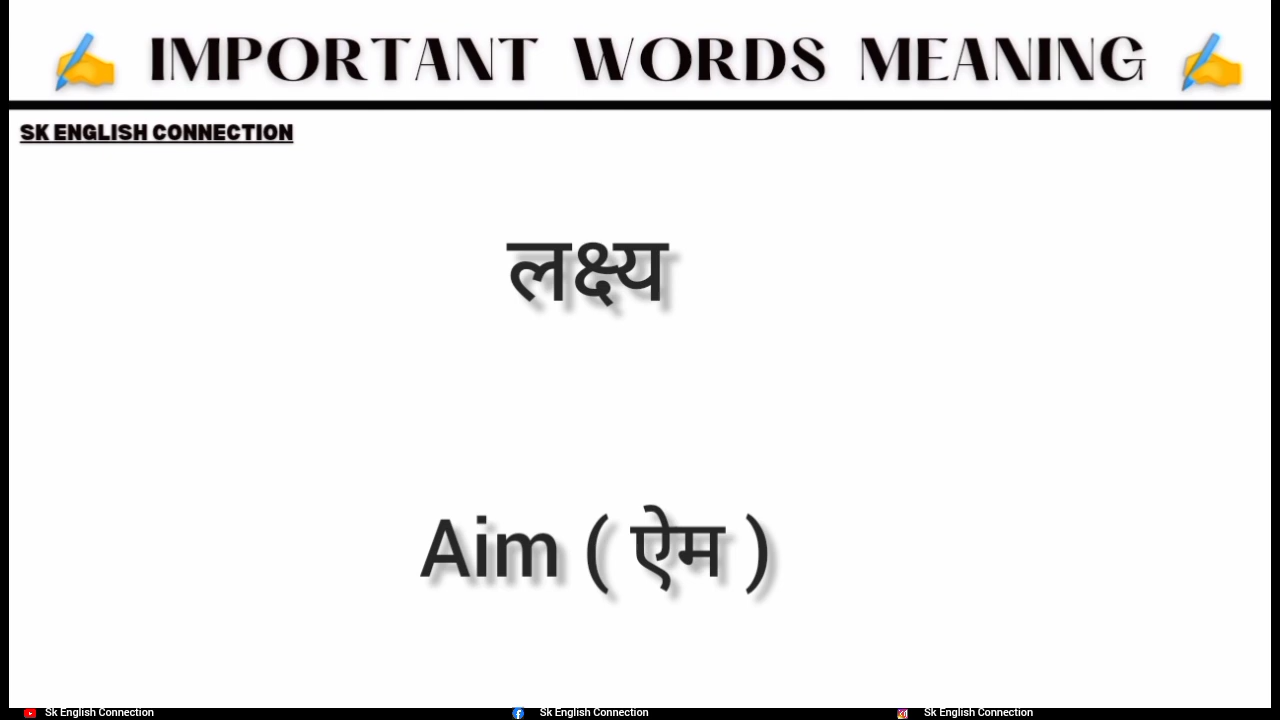 ✍️ IMPORTANT WORDS MEANING ✍️
SK ENGLISH CONNECTION
लक्ष्य
Aim ( ऐम )
Sk English Connection Sk English Connection Sk English Connection